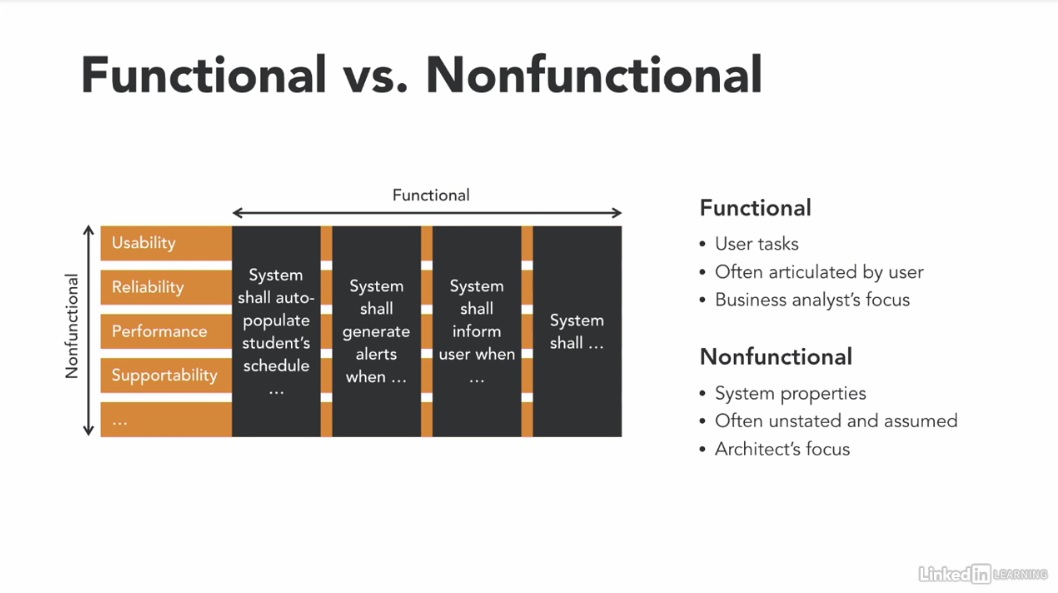 Functional vs. Nonfunctional
Functional
Nonfunctional
Usability
Reliability
Performance
Supportability
...
System
shall auto-
populate
student's
schedule
...
System
shall
generate
alerts
when ...
System
shall
inform
user when
...
System
shall ...
Functional
• User tasks
• Often articulated by user
• Business analyst's focus
Nonfunctional
• System properties
• Often unstated and assumed
• Architect's focus
LinkedIn LEARNING